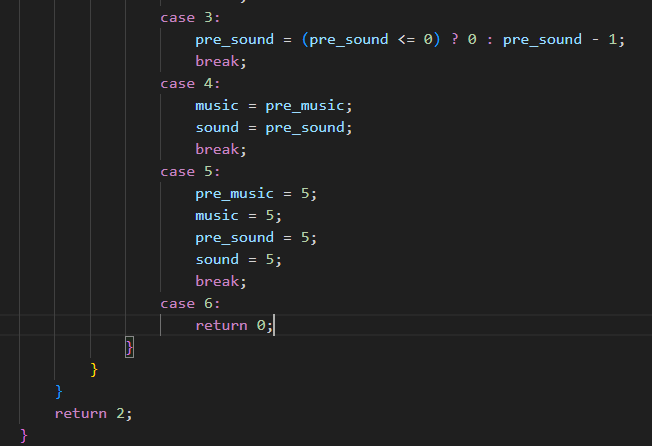 case 3:
pre_sound = (pre_sound <= 0) ? 0 : pre_sound - 1;
break;
case 4:
music = pre_music;
sound = pre_sound;
break;
case 5:
pre_music = 5;
music = 5;
pre_sound = 5;
sound = 5;
break;
case 6:
return 0;
}
}
}
return 2;
}